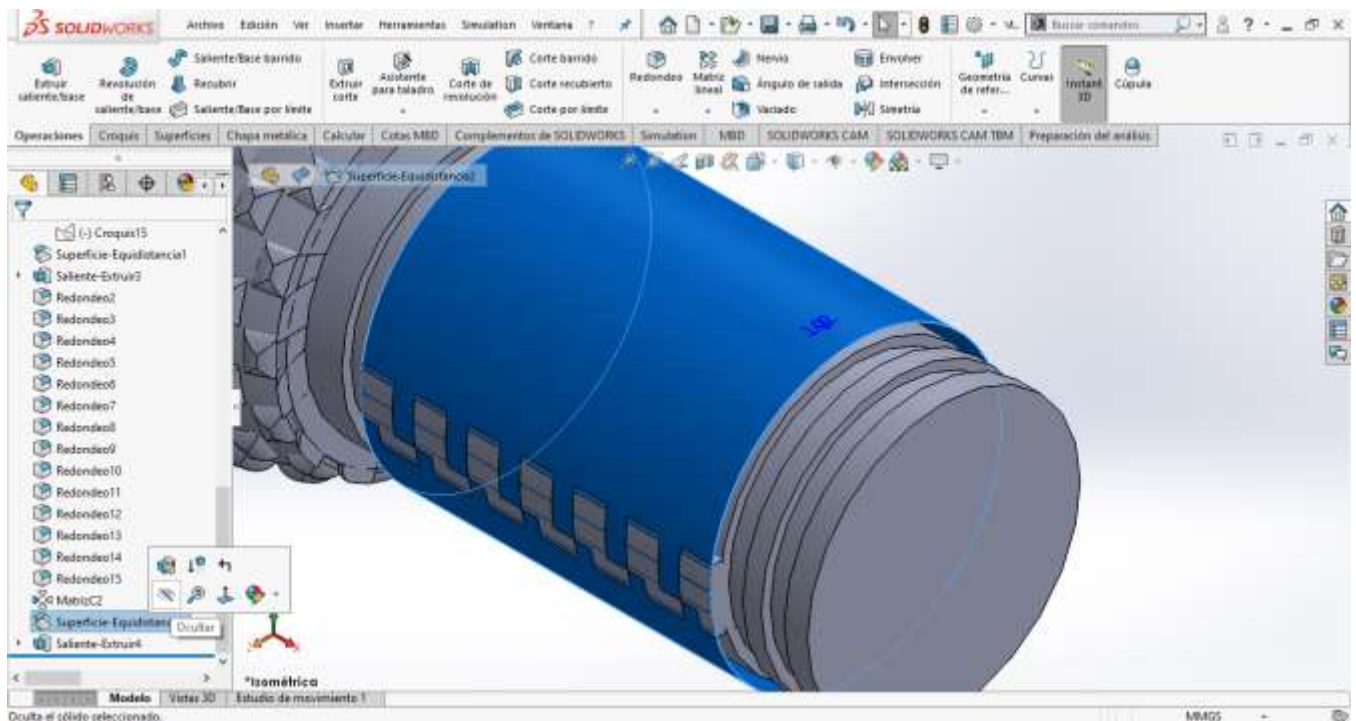 SOLIDWORKS
Archivo Edición Ver Insertar Herramientas Simulation Ventana ?
Buscar comandos
Extruir saliente/base
Revolución de saliente/base
Saliente/Base barrido
Recubrir
Saliente/Base por límite
Extruir corte
Asistente para taladro
Corte de revolución
Corte barrido
Corte recubierto
Corte por límite
Redondeo
Matriz lineal
Nervio
Ángulo de salida
Vaciado
Envolver
Intersección
Simetría
Geometría de refer...
Curvas
Instant 3D
Cúpula
Operaciones Croquis Superficies Chapa metálica Calcular Cotas MBD Complementos de SOLIDWORKS Simulation MBD SOLIDWORKS CAM SOLIDWORKS CAM TBM Preparación del análisis
Superficie-Equidistancia2
(-) Croquis15
Superficie-Equidistancia1
Saliente-Extruir3
Redondeo2
Redondeo3
Redondeo4
Redondeo5
Redondeo6
Redondeo7
Redondeo8
Redondeo9
Redondeo10
Redondeo11
Redondeo12
Redondeo13
Redondeo14
Redondeo15
MatrizC2
Superficie-Equidistanc
Ocultar
Saliente-Extruir4
*Isométrica
Modelo Vistas 3D Estudio de movimiento 1
Oculta el sólido seleccionado.
MMGS